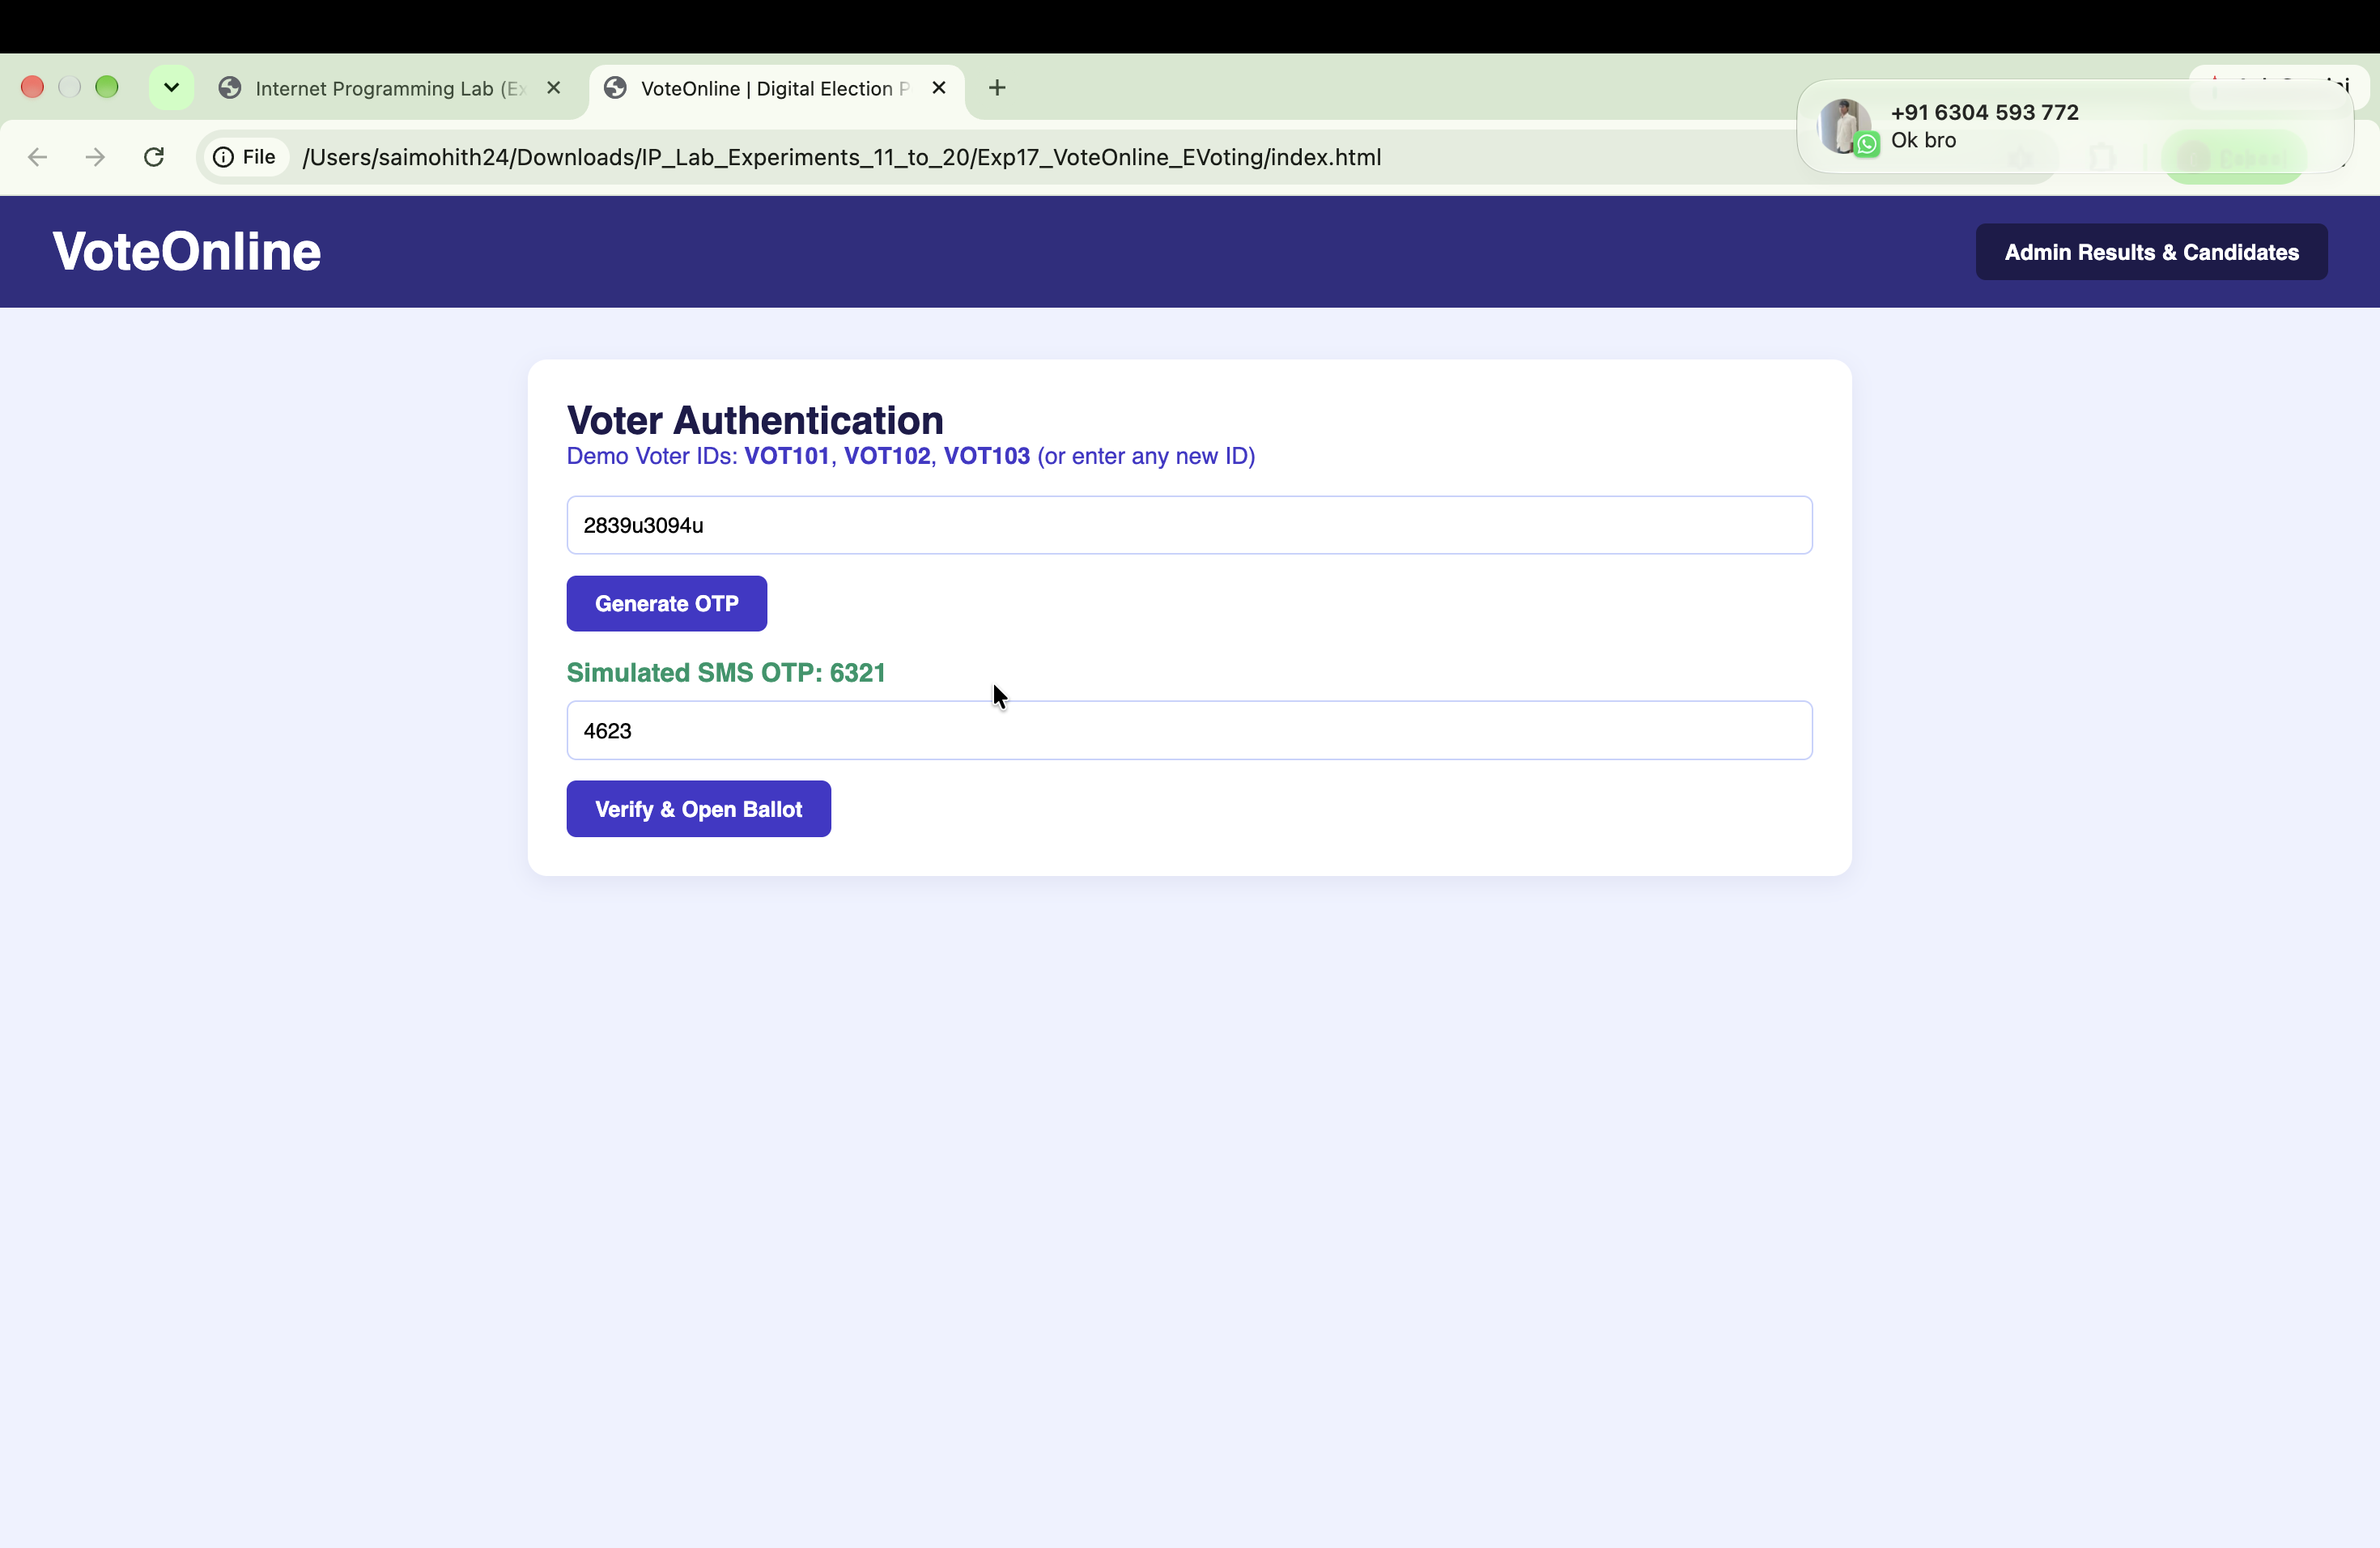 Internet Programming Lab (Ex
VoteOnline | Digital Election P
+91 6304 593 772
Ok bro
File
/Users/saimohith24/Downloads/IP_Lab_Experiments_11_to_20/Exp17_VoteOnline_EVoting/index.html
VoteOnline
Admin Results & Candidates
Voter Authentication
Demo Voter IDs: VOT101, VOT102, VOT103 (or enter any new ID)
2839u3094u
Generate OTP
Simulated SMS OTP: 6321
4623
Verify & Open Ballot